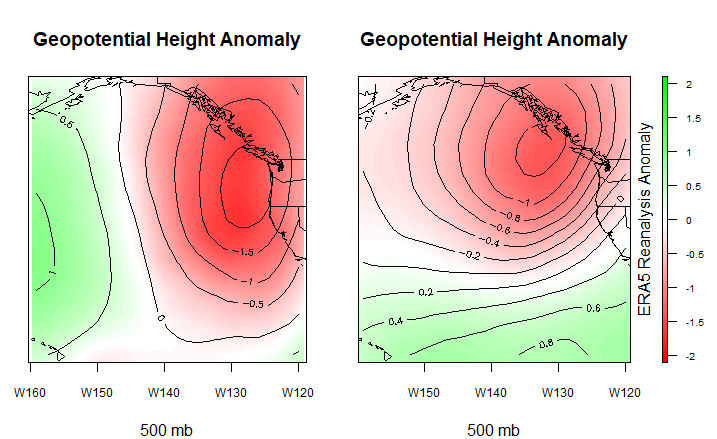 Geopotential Height Anomaly
0.5
1
−1.5
−1
−0.5
0
W160
W150
W140
W130
W120
500 mb
Geopotential Height Anomaly
−0.2
0
−1
−0.8
−0.6
−0.4
−0.2
0.2
0.4
0.6
0.8
W150
W140
W130
W120
500 mb
2
1.5
1
0.5
0
-0.5
-1
-1.5
-2
ERA5 Reanalysis Anomaly